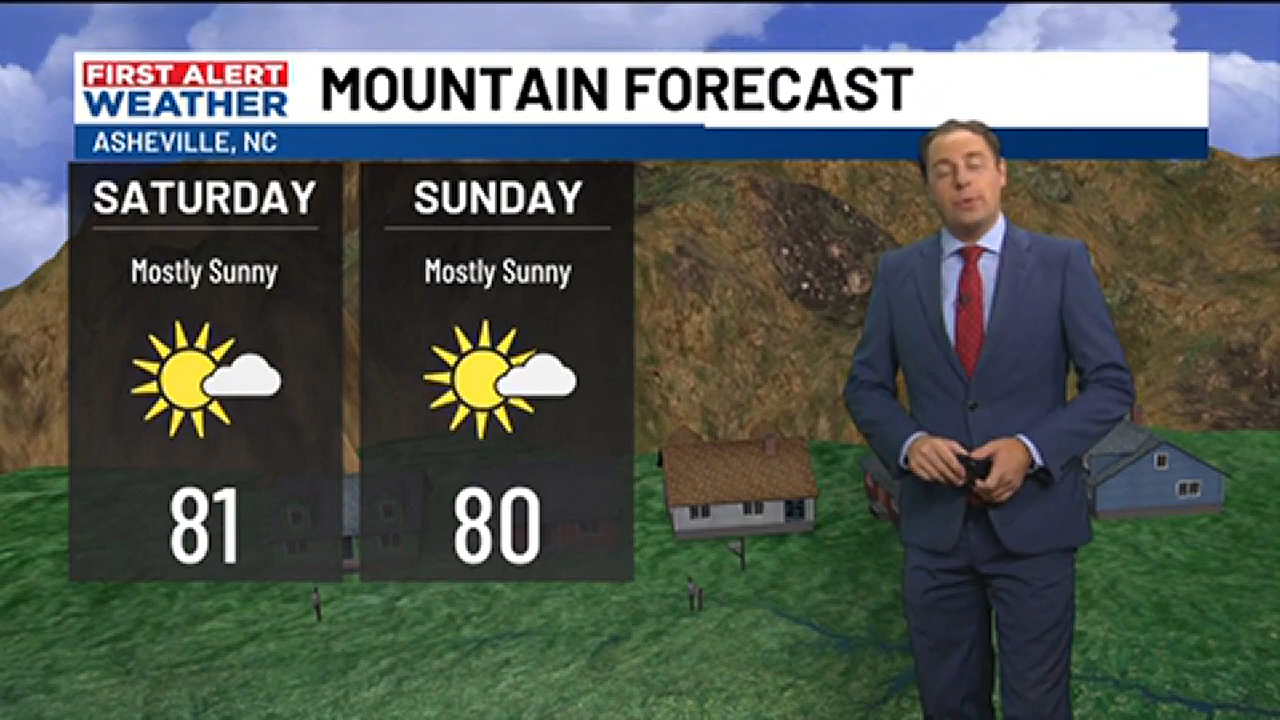 FIRST ALERT
WEATHER
MOUNTAIN FORECAST
ASHEVILLE, NC
SATURDAY
Mostly Sunny
81
SUNDAY
Mostly Sunny
80